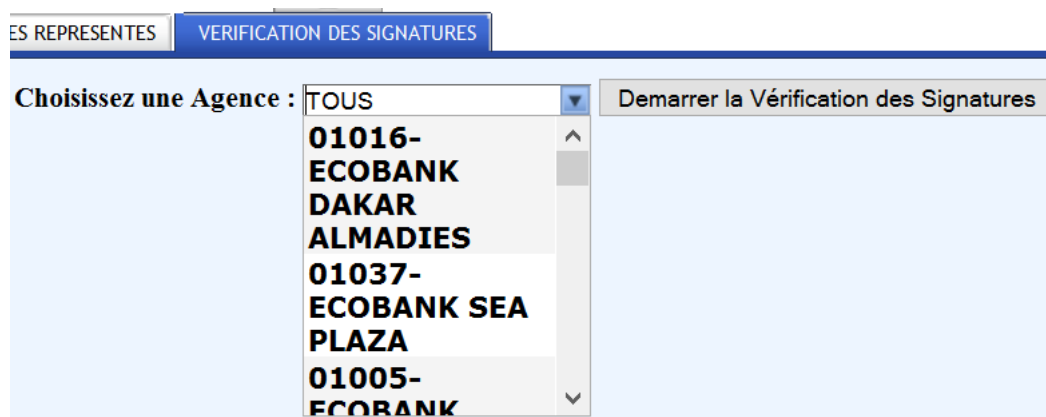 ES REPRESENTES
VERIFICATION DES SIGNATURES
Choisissez une Agence : TOUS
Demarrer la Vérification des Signatures
01016-
ECOBANK
DAKAR
ALMADIES
01037-
ECOBANK SEA
PLAZA
01005-
ECOBANK